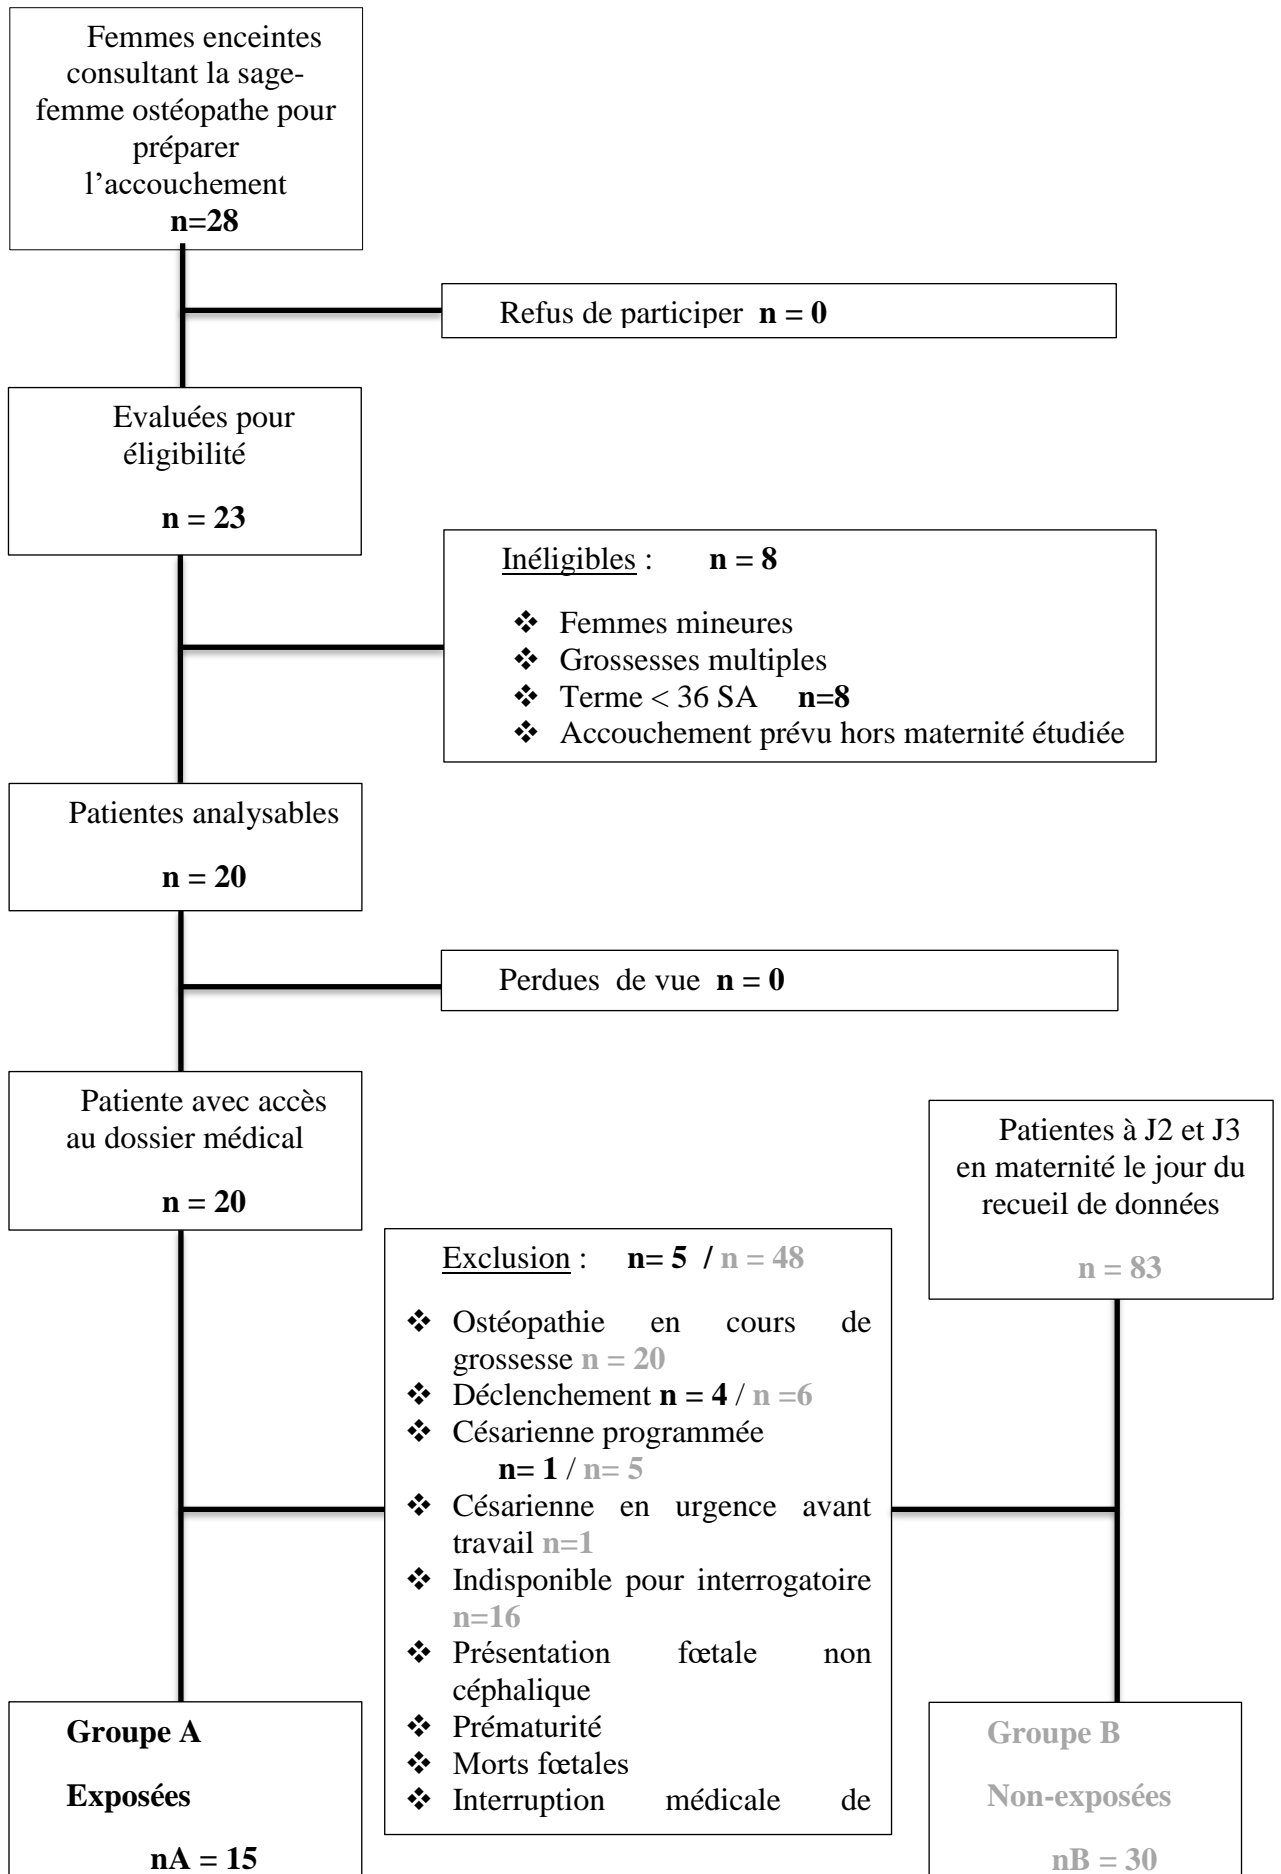 Femmes enceintes
consultant la sage-
femme ostéopathe pour
préparer
l’accouchement
n=28
Refus de participer n = 0
Evaluées pour
éligibilité
n = 23
Inéligibles : n = 8
❖ Femmes mineures
❖ Grossesses multiples
❖ Terme < 36 SA n=8
❖ Accouchement prévu hors maternité étudiée
Patientes analysables
n = 20
Perdues de vue n = 0
Patiente avec accès
au dossier médical
n = 20
Patientes à J2 et J3
en maternité le jour du
recueil de données
n = 83
Exclusion : n= 5 / n = 48
❖ Ostéopathie en cours de
grossesse n = 20
❖ Déclenchement n = 4 / n =6
❖ Césarienne programmée
n= 1 / n= 5
❖ Césarienne en urgence avant
travail n=1
❖ Indisponible pour interrogatoire
n=16
❖ Présentation fœtale non
céphalique
❖ Prématurité
❖ Morts fœtales
❖ Interruption médicale de
Groupe A
Exposées
nA = 15
Groupe B
Non-exposées
nB = 30